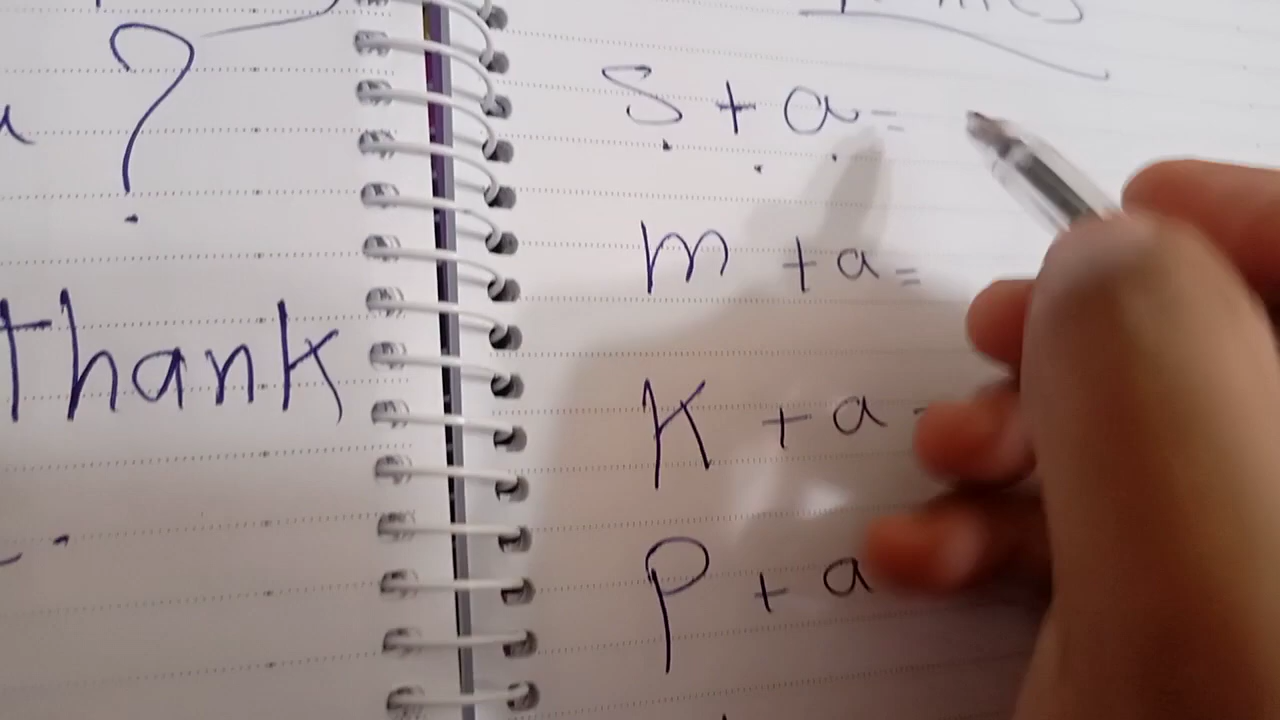 ?
thank
s + a =
m + a =
K + a -
p + a